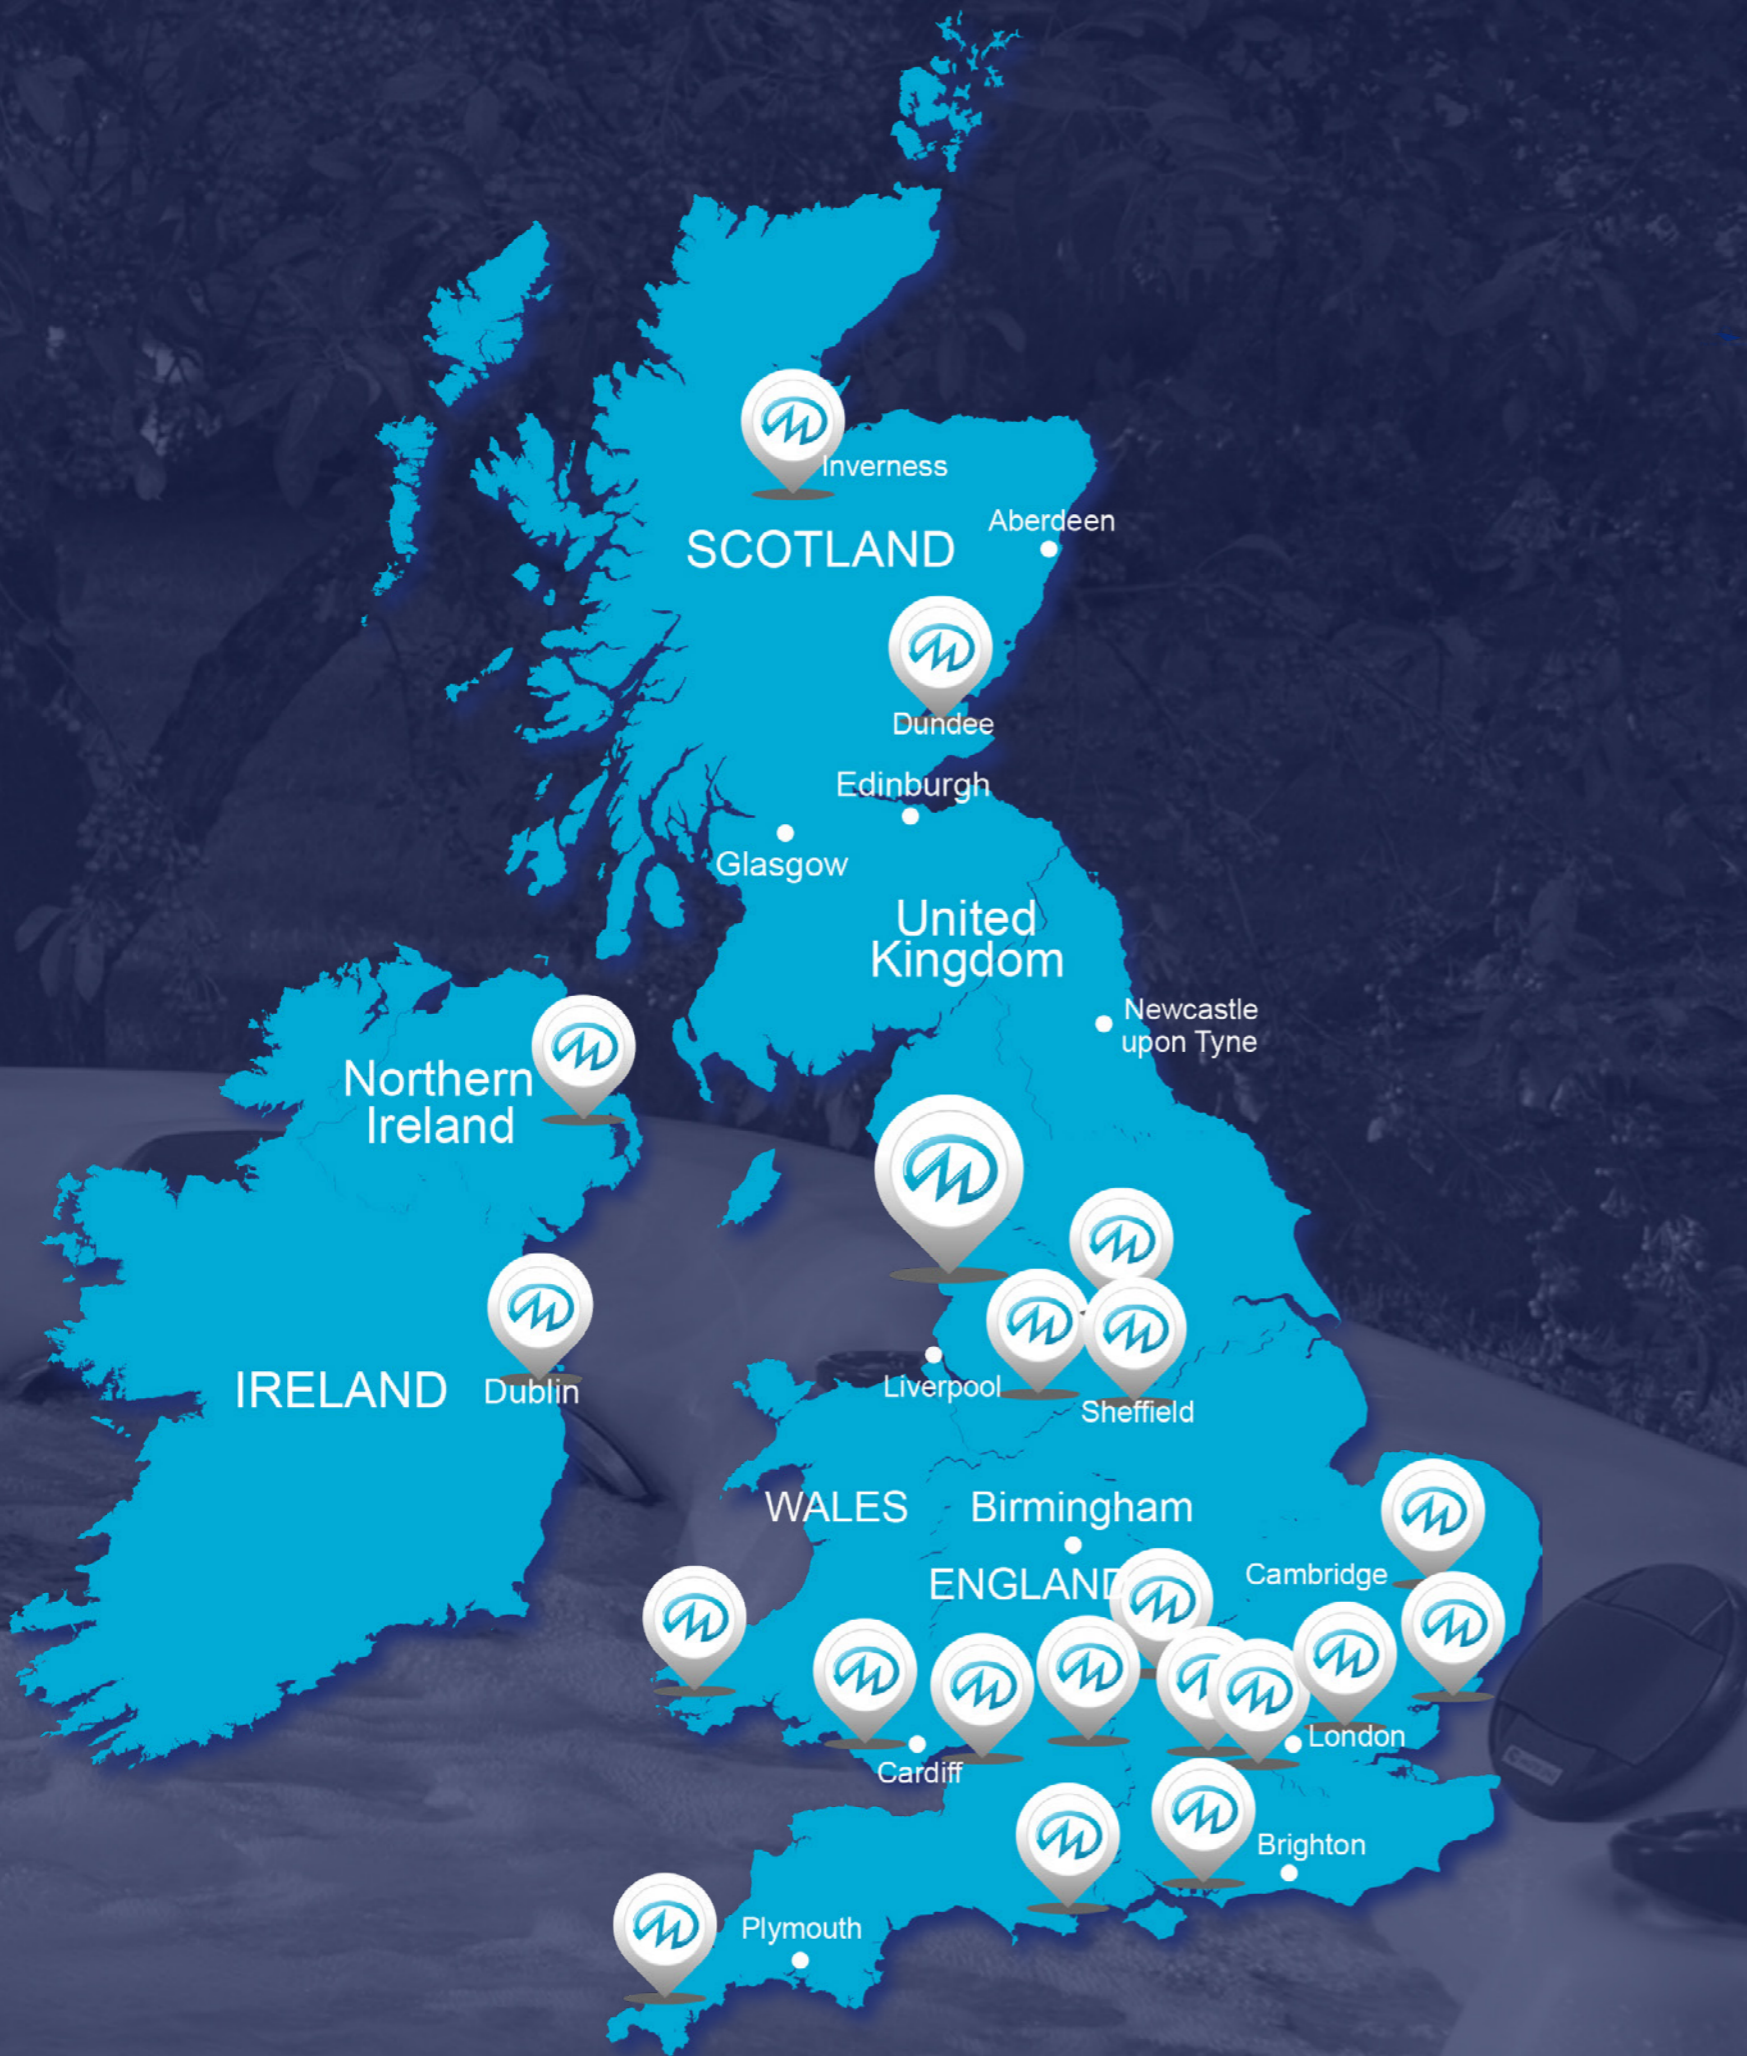 Inverness
Aberdeen
SCOTLAND
Dundee
Edinburgh
Glasgow
United
Kingdom
Newcastle
upon Tyne
Northern
Ireland
IRELAND
Dublin
Liverpool
Sheffield
WALES
Birmingham
ENGLAND
Cambridge
London
Cardiff
Brighton
Plymouth